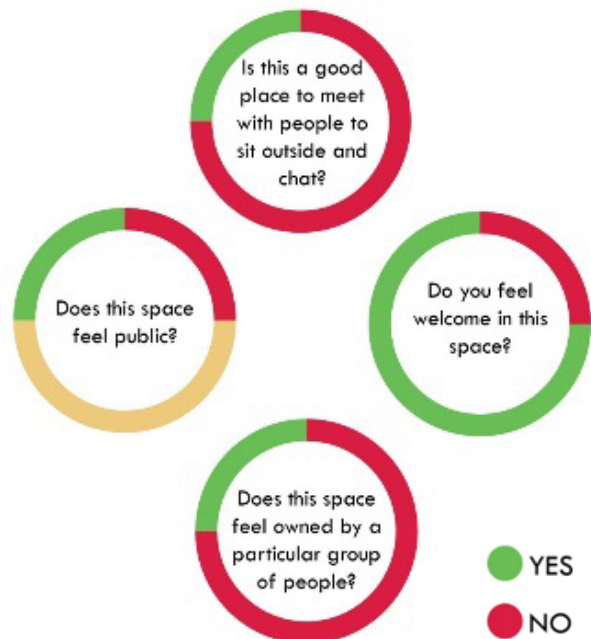 Is this a good
place to meet
with people to
sit outside and
chat?
Does this space
feel public?
Do you feel
welcome in this
space?
Does this space
feel owned by a
particular group
of people?
YES
NO